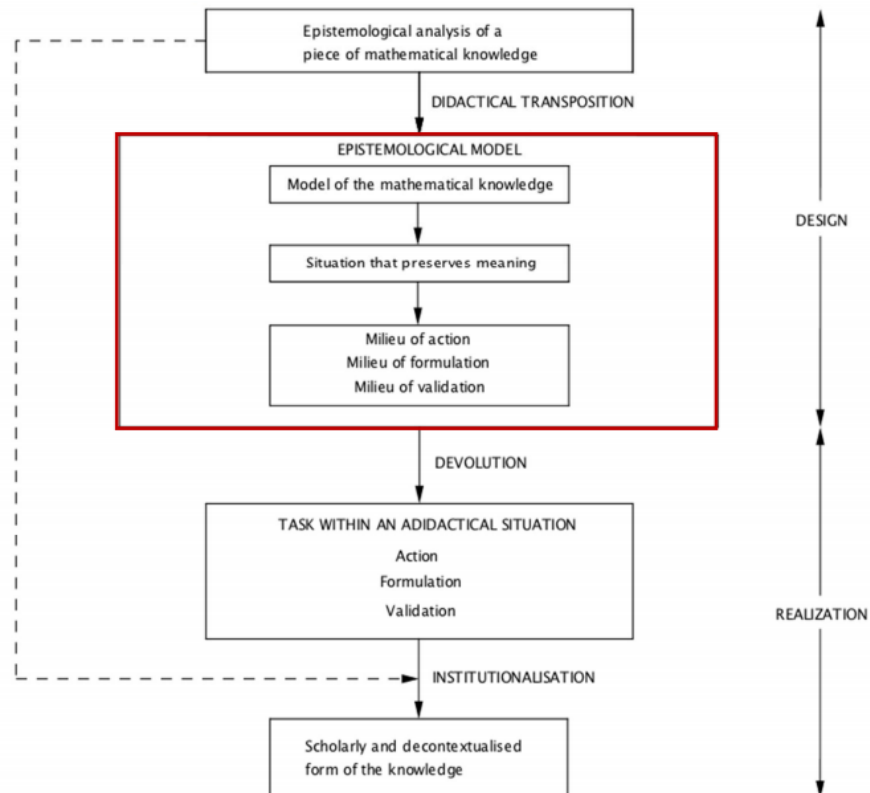 Epistemological analysis of a
piece of mathematical knowledge
DIDACTICAL TRANSPOSITION
EPISTEMOLOGICAL MODEL
Model of the mathematical knowledge
DESIGN
Situation that preserves meaning
Milieu of action
Milieu of formulation
Milieu of validation
DEVOLUTION
TASK WITHIN AN ADIDACTICAL SITUATION
Action
Formulation
Validation
REALIZATION
INSTITUTIONALISATION
Scholarly and decontextualised
form of the knowledge